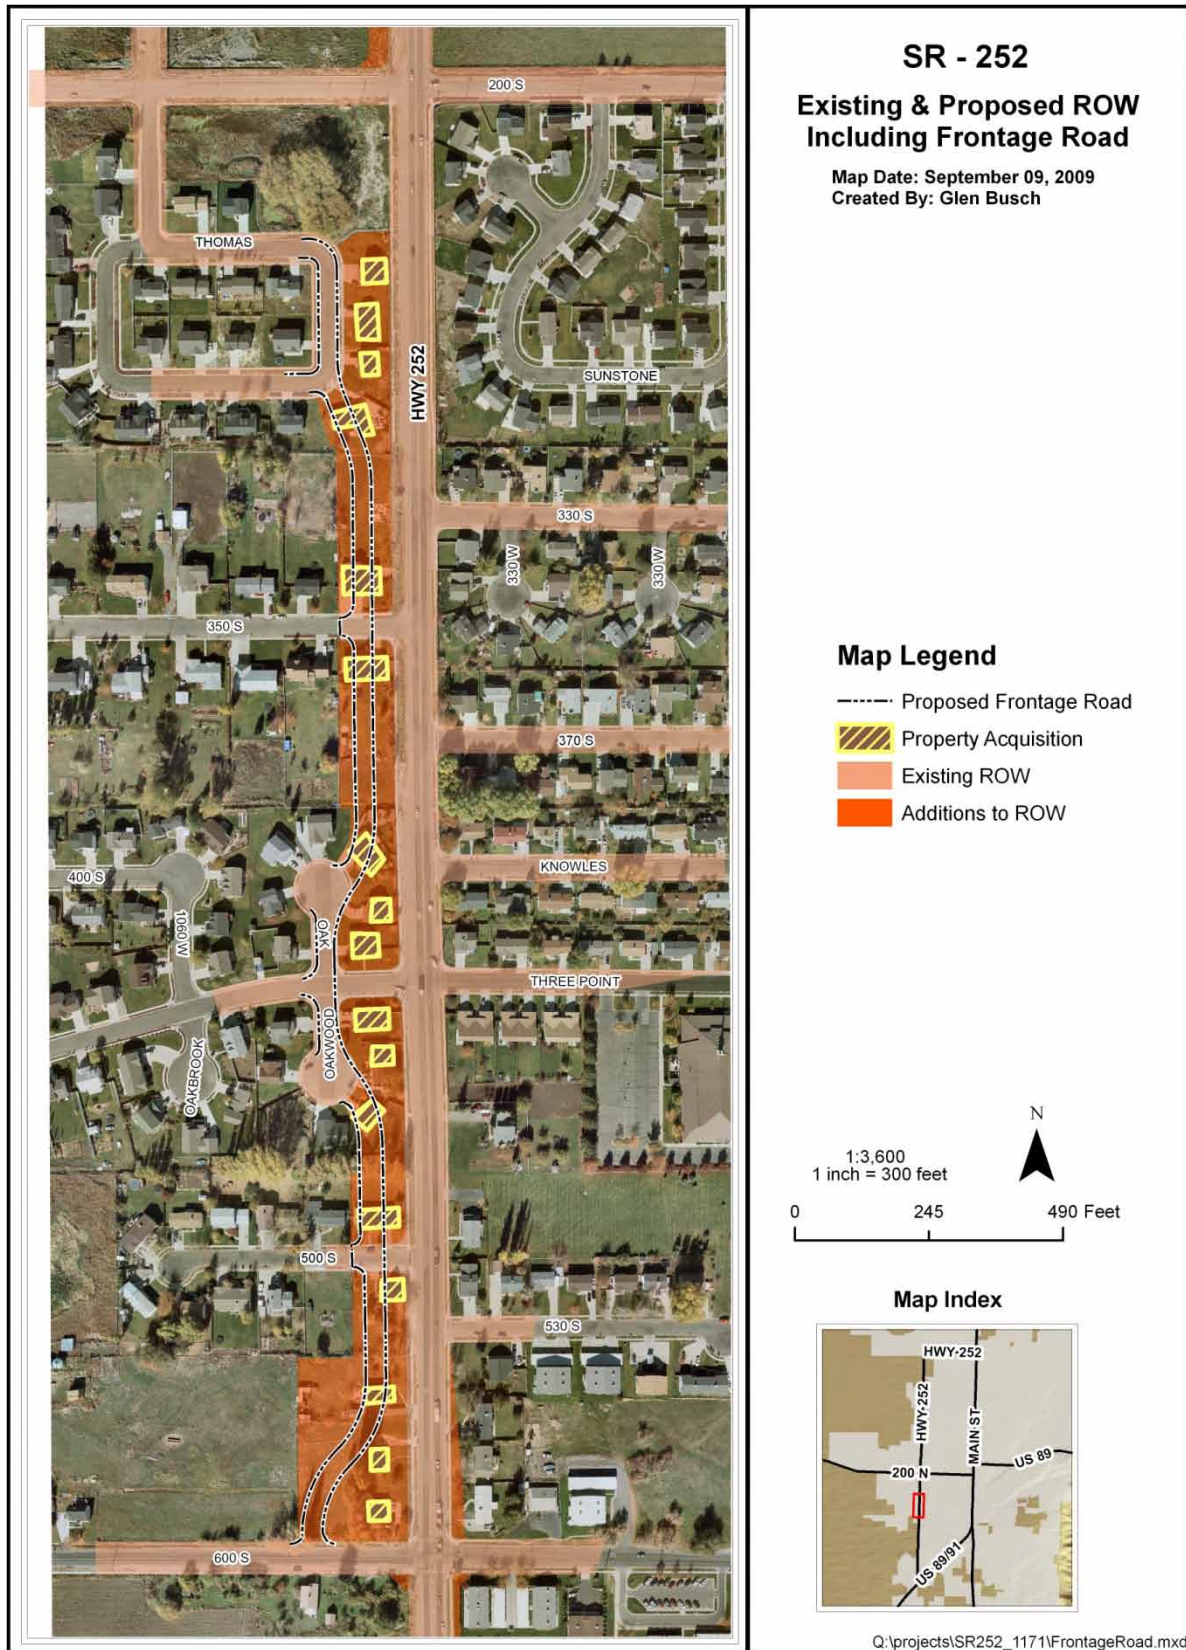 SR - 252
Existing & Proposed ROW
Including Frontage Road
Map Date: September 09, 2009
Created By: Glen Busch
200 S
THOMAS
HWY 252
SUNSTONE
330 S
330 W
330 W
350 S
370 S
KNOWLES
400 S
1060 W
OAK
THREE POINT
OAKWOOD
OAKBROOK
500 S
530 S
600 S
Map Legend
Proposed Frontage Road
Property Acquisition
Existing ROW
Additions to ROW
N
1:3,600
1 inch = 300 feet
0 245 490 Feet
Map Index
HWY-252
HWY-252
MAIN ST
US 89
200 N
US 89/91
Q:\projects\SR252_1171\FrontageRoad.mxd